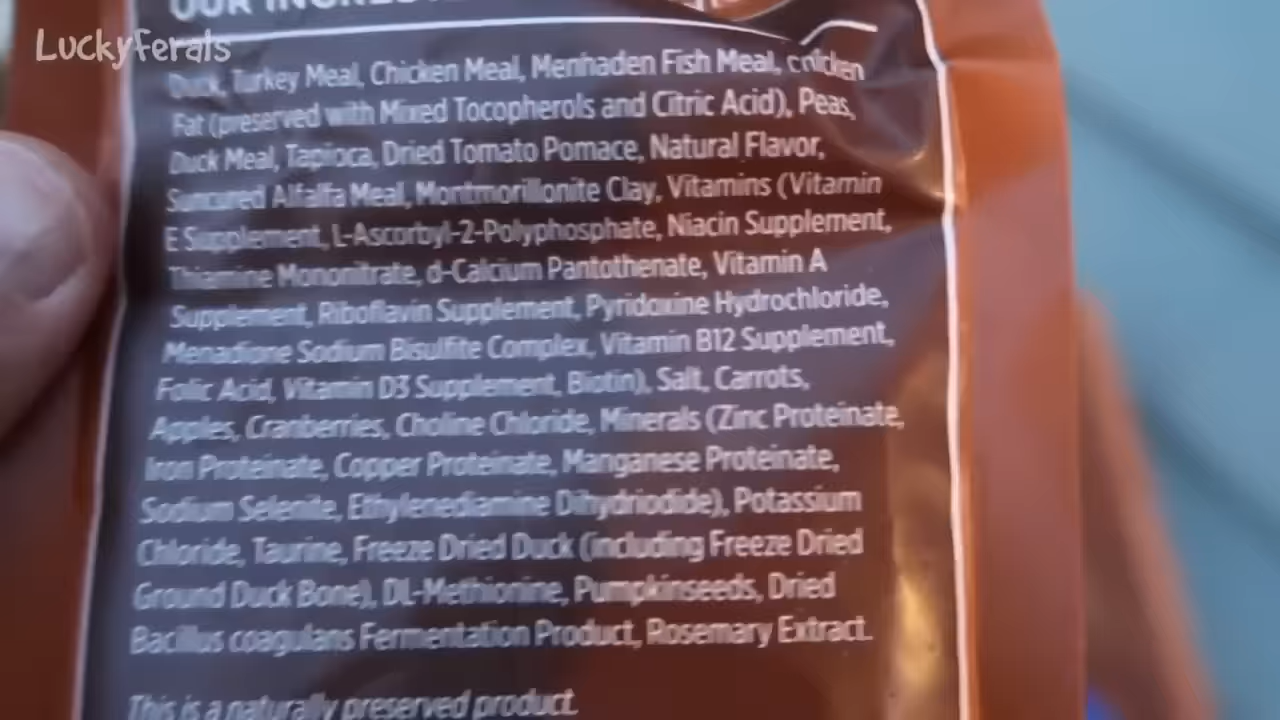 OUR INGREDIE
Luckyferals
Duck, Turkey Meal, Chicken Meal, Menhaden Fish Meal, Chicken
Fat (preserved with Mixed Tocopherols and Citric Acid), Peas,
Duck Meal, Tapioca, Dried Tomato Pomace, Natural Flavor,
Suncured Alfalfa Meal, Montmorillonite Clay, Vitamins (Vitamin
E Supplement, L-Ascorbyl-2-Polyphosphate, Niacin Supplement,
Thiamine Mononitrate, d-Calcium Pantothenate, Vitamin A
Supplement, Riboflavin Supplement, Pyridoxine Hydrochloride,
Menadione Sodium Bisulfite Complex, Vitamin B12 Supplement,
Folic Acid, Vitamin D3 Supplement, Biotin), Salt, Carrots,
Apples, Cranberries, Choline Chloride, Minerals (Zinc Proteinate,
Iron Proteinate, Copper Proteinate, Manganese Proteinate,
Sodium Selenite, Ethylenediamine Dihydriodide), Potassium
Chloride, Taurine, Freeze Dried Duck (including Freeze Dried
Ground Duck Bone), DL-Methionine, Pumpkinseeds, Dried
Bacillus coagulans Fermentation Product, Rosemary Extract.
This is a naturally preserved product.